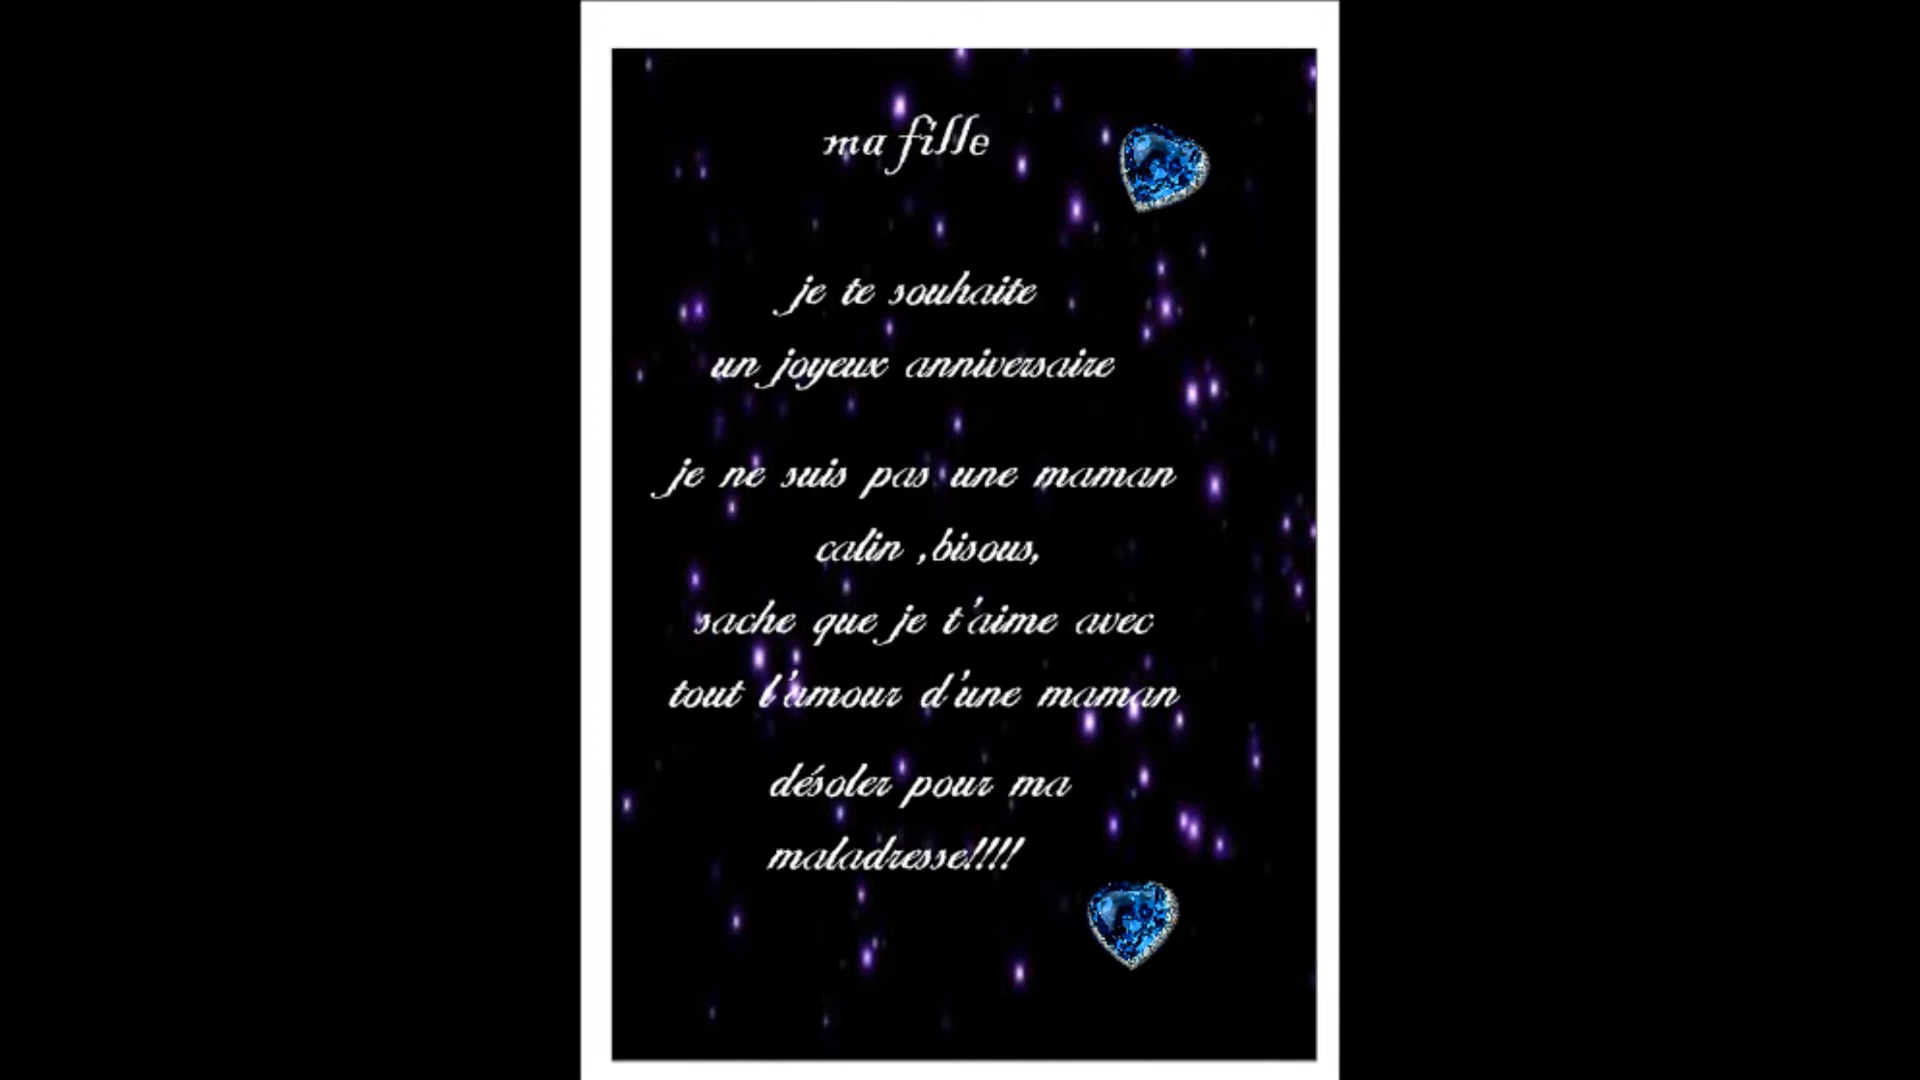 ma fille
je te souhaite
un joyeux anniversaire
je ne suis pas une maman
calin ,bisous,
sache que je t'aime avec
tout l'amour d'une maman
désoler pour ma
maladresse!!!!